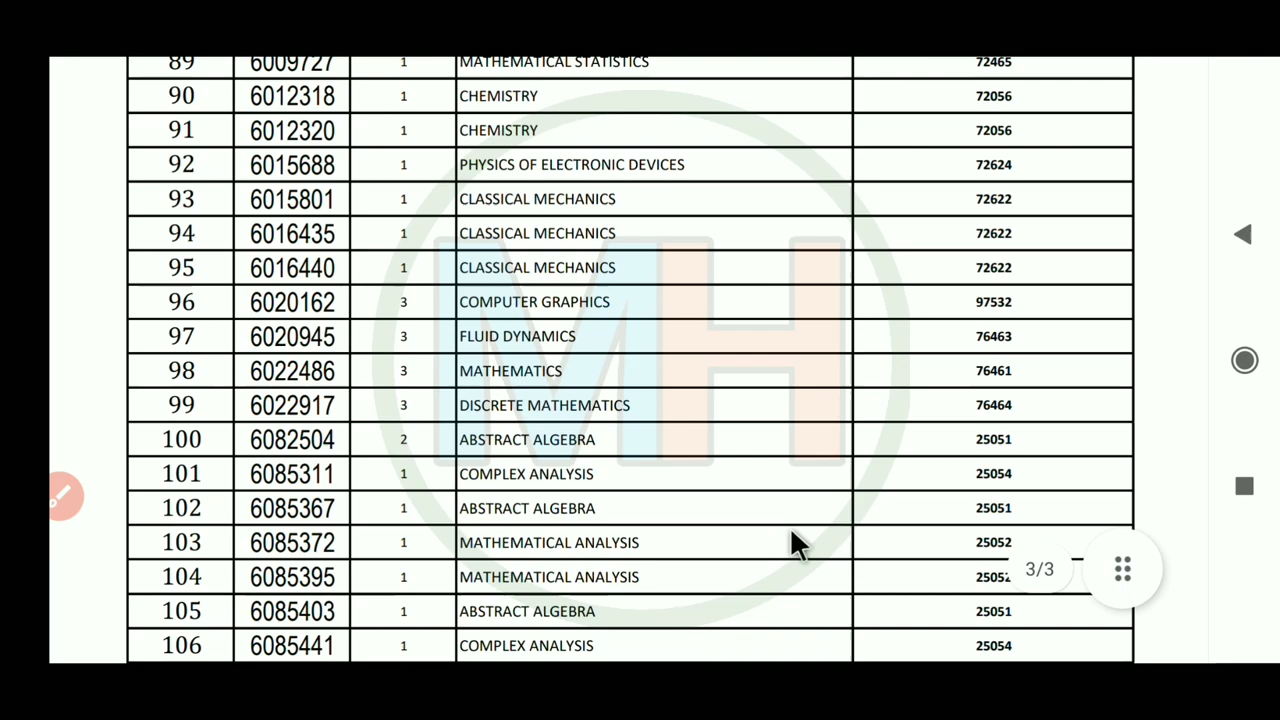 89 6009727 1 MATHEMATICAL STATISTICS 72465
90 6012318 1 CHEMISTRY 72056
91 6012320 1 CHEMISTRY 72056
92 6015688 1 PHYSICS OF ELECTRONIC DEVICES 72624
93 6015801 1 CLASSICAL MECHANICS 72622
94 6016435 1 CLASSICAL MECHANICS 72622
95 6016440 1 CLASSICAL MECHANICS 72622
96 6020162 3 COMPUTER GRAPHICS 97532
97 6020945 3 FLUID DYNAMICS 76463
98 6022486 3 MATHEMATICS 76461
99 6022917 3 DISCRETE MATHEMATICS 76464
100 6082504 2 ABSTRACT ALGEBRA 25051
101 6085311 1 COMPLEX ANALYSIS 25054
102 6085367 1 ABSTRACT ALGEBRA 25051
103 6085372 1 MATHEMATICAL ANALYSIS 25052
3/3
104 6085395 1 MATHEMATICAL ANALYSIS 25052
105 6085403 1 ABSTRACT ALGEBRA 25051
106 6085441 1 COMPLEX ANALYSIS 25054
MH